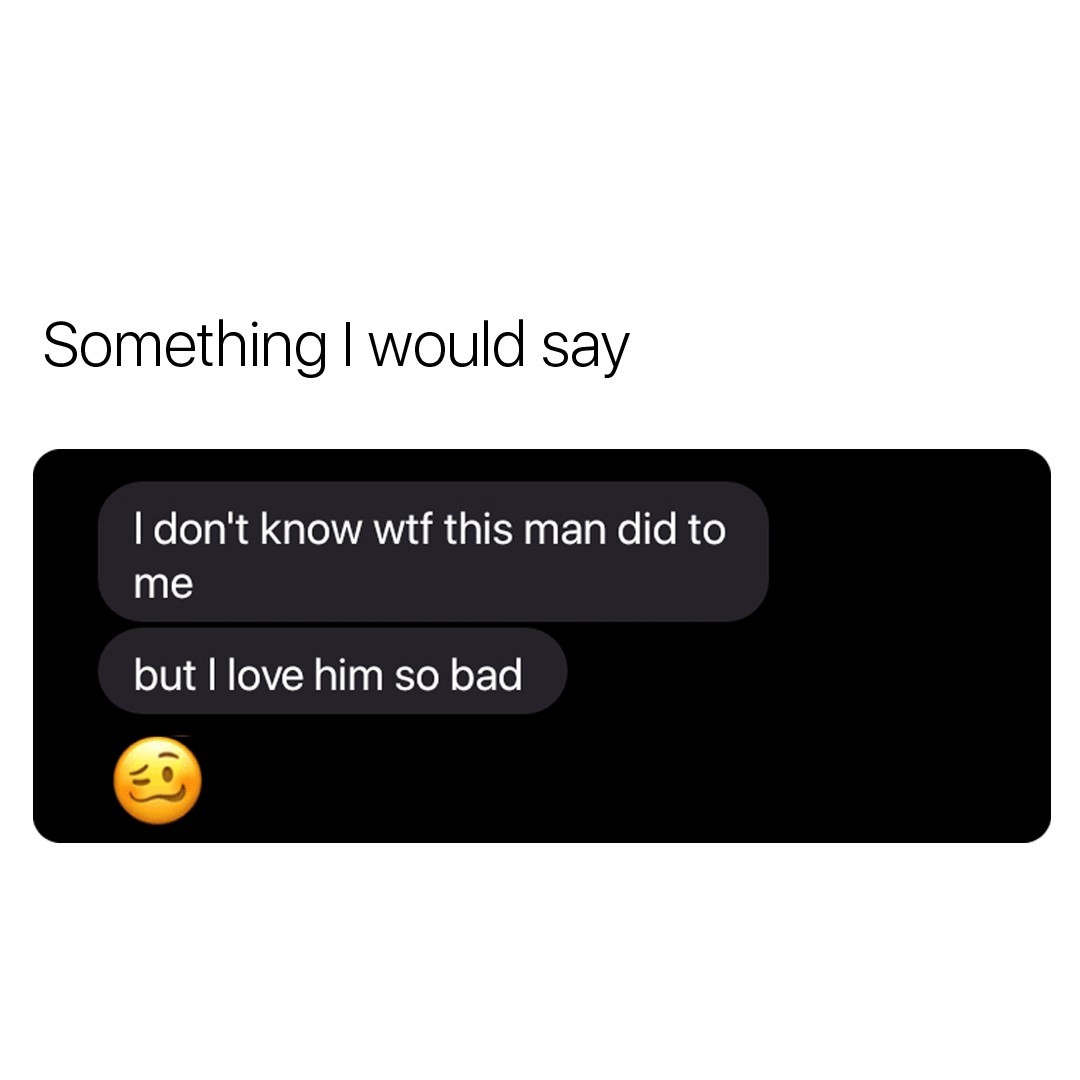 Something I would say
I don't know wtf this man did to
me
but I love him so bad
🥴